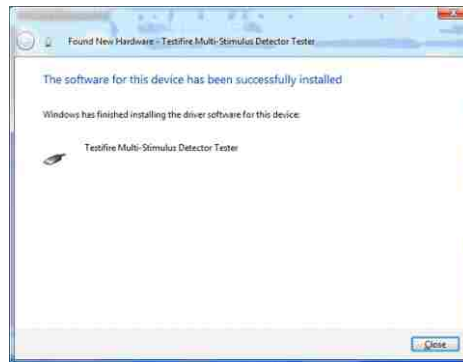 Found New Hardware - Testifire Multi-Stimulus Detector Tester
The software for this device has been successfully installed
Windows has finished installing the driver software for this device:
Testifire Multi-Stimulus Detector Tester
Close